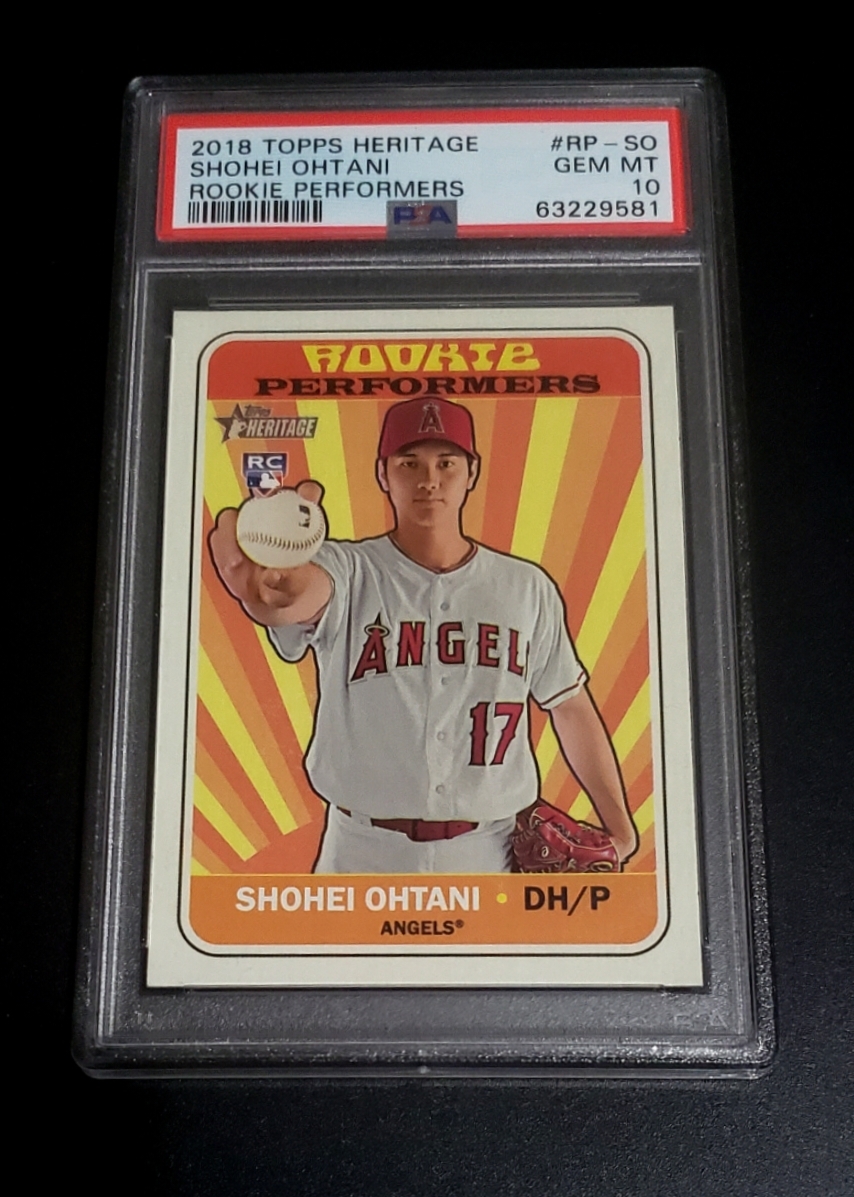 2018 TOPPS HERITAGE #RP-SO
SHOHEI OHTANI GEM MT
ROOKIE PERFORMERS 10
PSA 63229581
ROOKIE
PERFORMERS
Topps
HERITAGE
RC
A
ANGELS
17
SHOHEI OHTANI • DH/P
ANGELS®